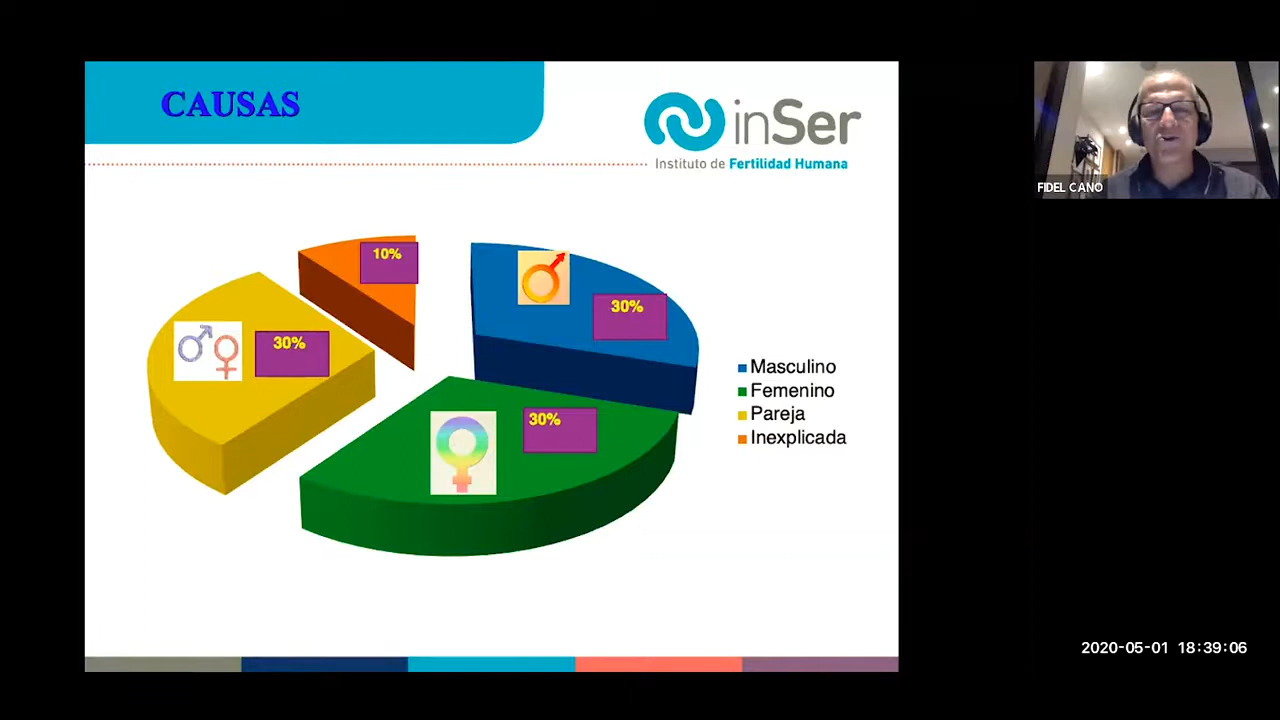 CAUSAS
inSer
Instituto de Fertilidad Humana
FIDEL CANO
10%
30%
30%
30%
Masculino
Femenino
Pareja
Inexplicada
2020-05-01 18:39:06